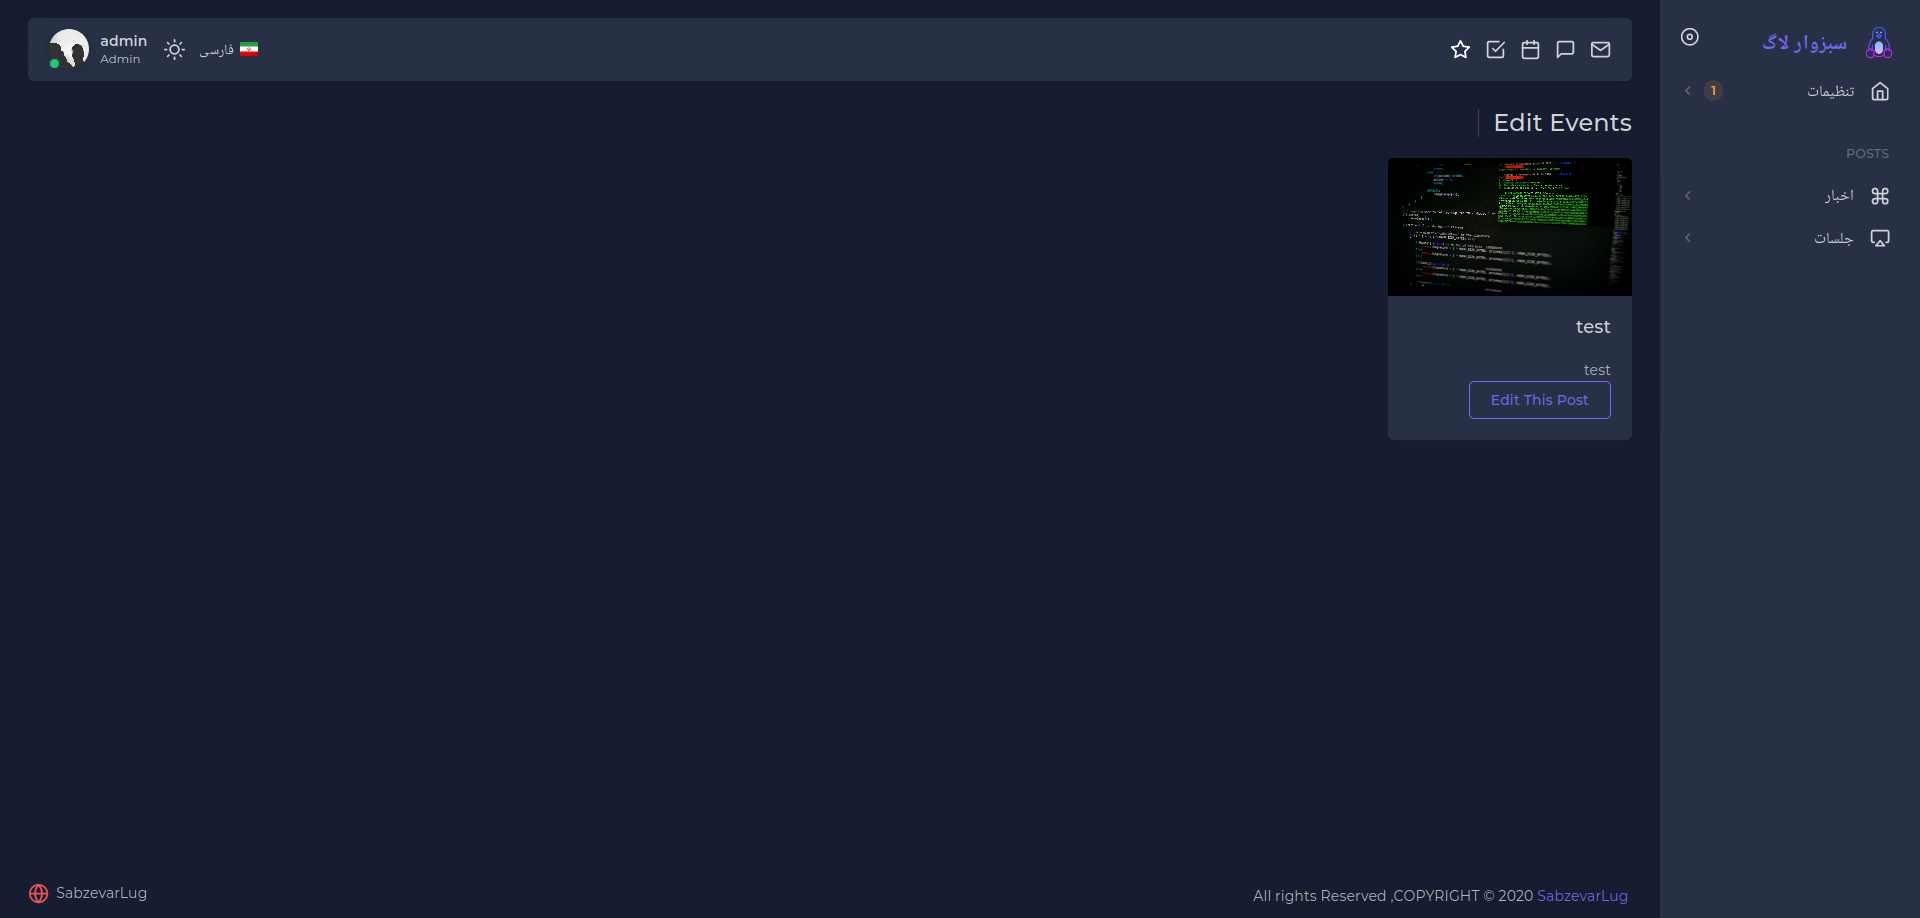 admin
Admin
فارسی
سبزوار لاگ
تنظیمات
1
POSTS
اخبار
جلسات
Edit Events
test
test
Edit This Post
SabzevarLug
All rights Reserved ,COPYRIGHT © 2020 SabzevarLug